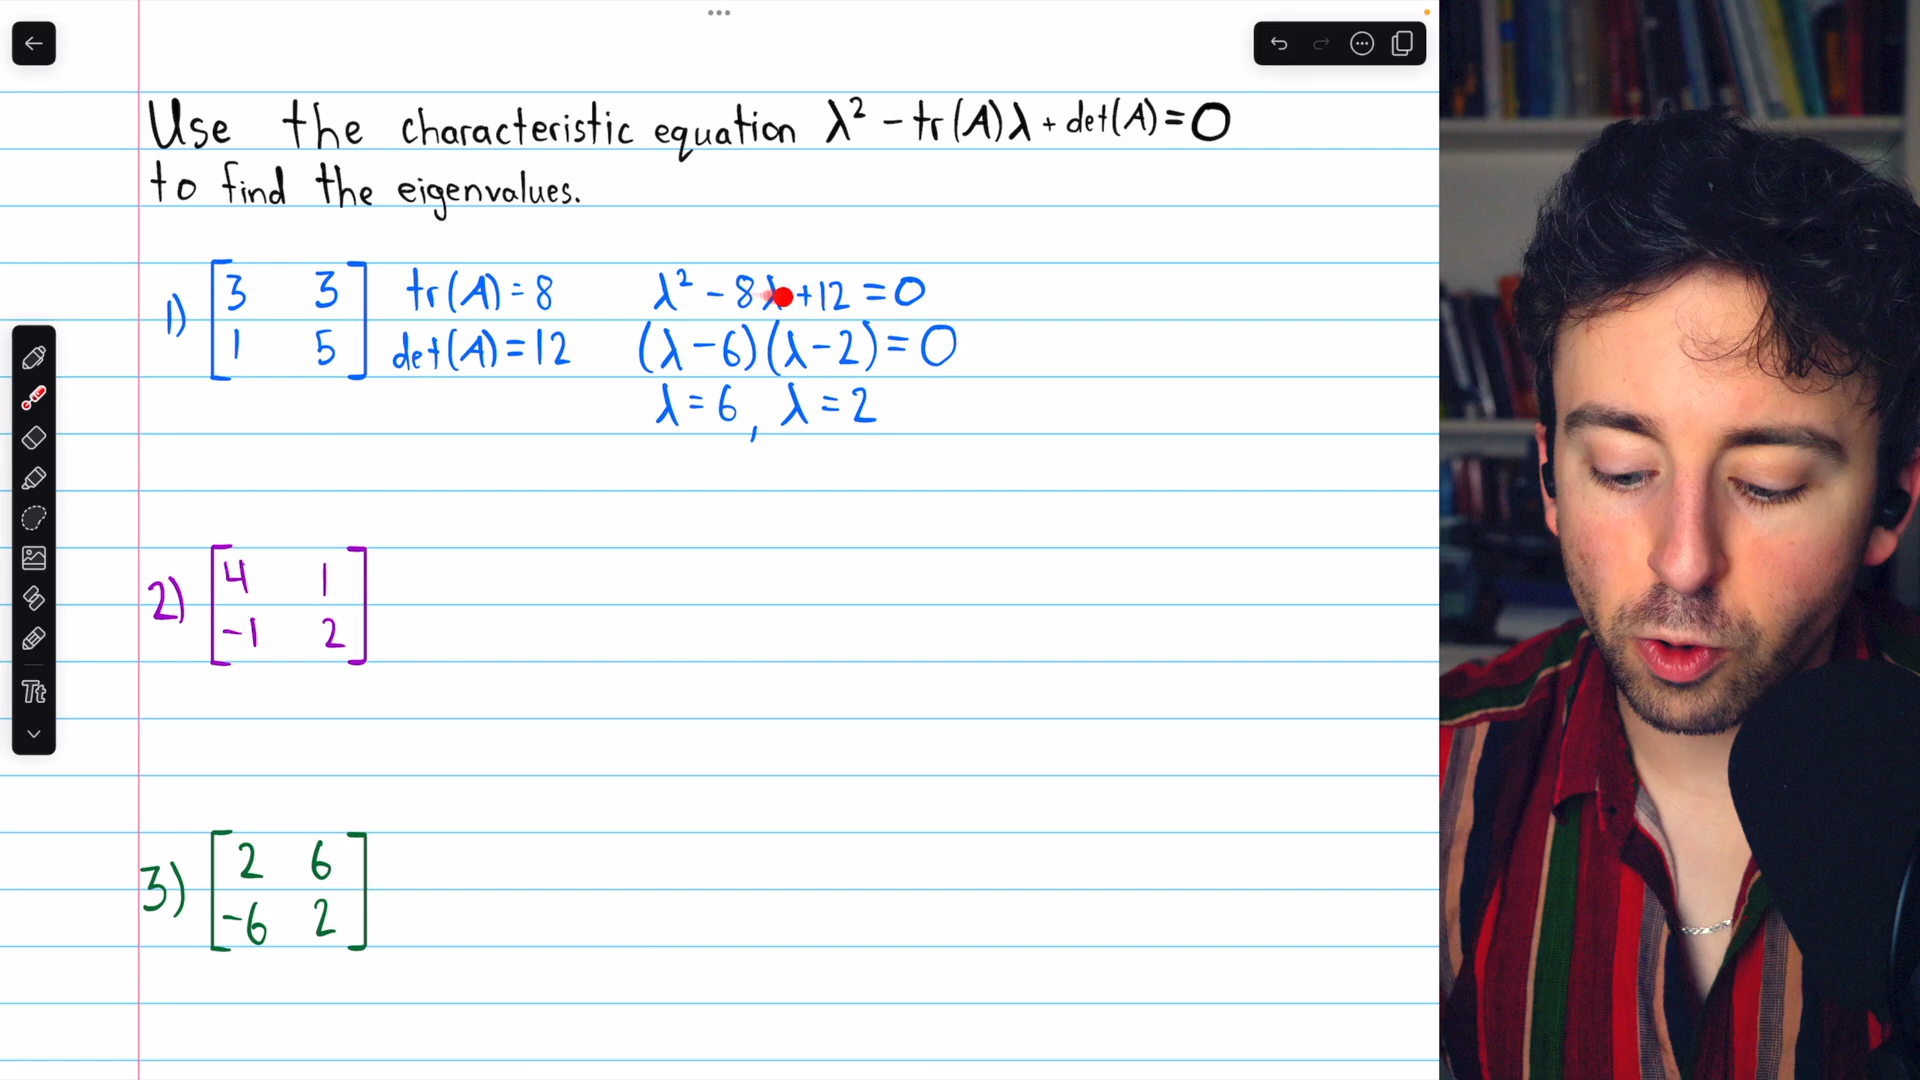 Use the characteristic equation λ² - tr(A)λ + det(A) = 0
to find the eigenvalues.
1) [3 3 tr(A) = 8 λ² - 8λ + 12 = 0
1 5] det(A) = 12 (λ - 6)(λ - 2) = 0
λ = 6, λ = 2
2) [4 1
-1 2]
3) [2 6
-6 2]
Tt